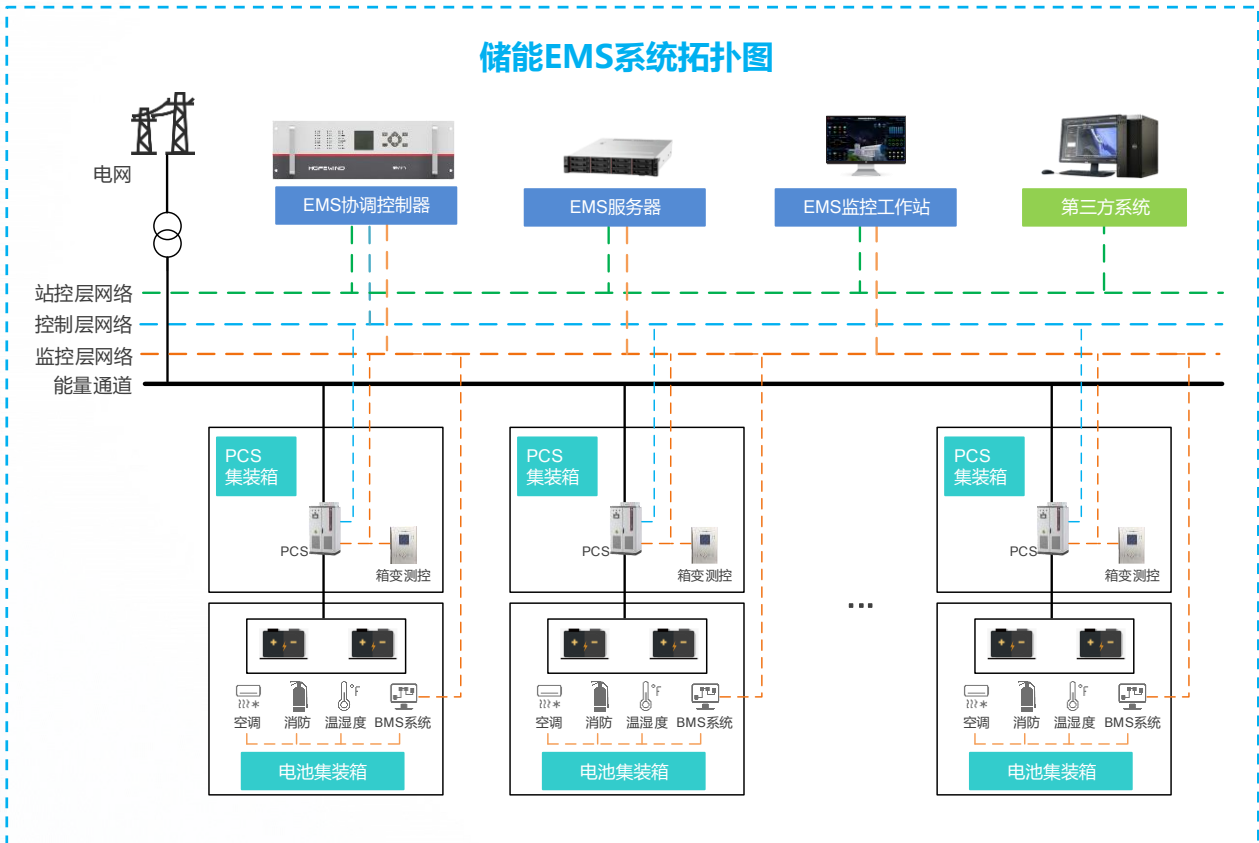 储能EMS系统拓扑图
电网
HOPEWIND
EMS协调控制器
EMS服务器
EMS监控工作站
第三方系统
站控层网络
控制层网络
监控层网络
能量通道
PCS
集装箱
PCS
集装箱
PCS
集装箱
PCS
箱变测控
PCS
箱变测控
PCS
箱变测控
...
°F
°F
°F
空调
消防
温湿度
BMS系统
空调
消防
温湿度
BMS系统
空调
消防
温湿度
BMS系统
电池集装箱
电池集装箱
电池集装箱